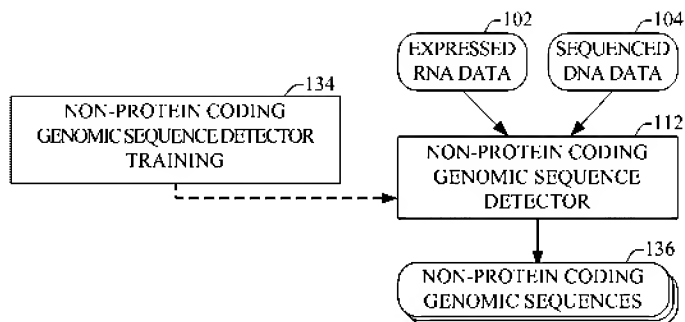 102
104
EXPRESSED
RNA DATA
SEQUENCED
DNA DATA
134
NON-PROTEIN CODING
GENOMIC SEQUENCE DETECTOR
TRAINING
112
NON-PROTEIN CODING
GENOMIC SEQUENCE
DETECTOR
136
NON-PROTEIN CODING
GENOMIC SEQUENCES